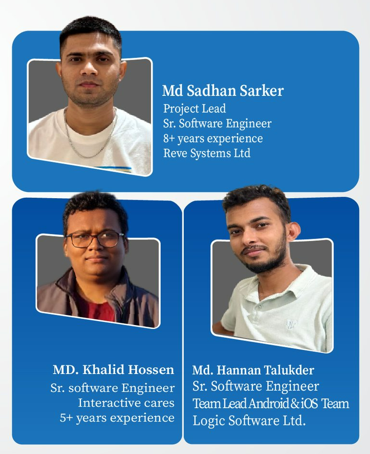 Md Sadhan Sarker
Project Lead
Sr. Software Engineer
8+ years experience
Reve Systems Ltd
MD. Khalid Hossen
Sr. software Engineer
Interactive cares
5+ years experience
Md. Hannan Talukder
Sr. Software Engineer
Team Lead Android & iOS Team
Logic Software Ltd.